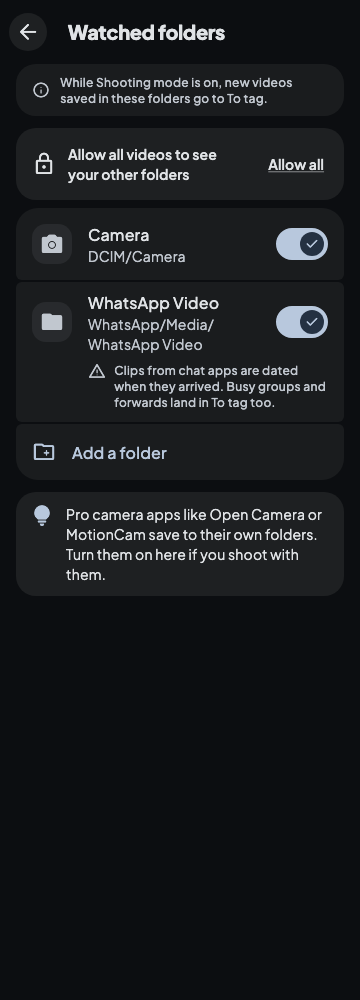 Watched folders
While Shooting mode is on, new videos
saved in these folders go to To tag.
Allow all videos to see
your other folders
Allow all
Camera
DCIM/Camera
WhatsApp Video
WhatsApp/Media/
WhatsApp Video
Clips from chat apps are dated
when they arrived. Busy groups and
forwards land in To tag too.
Add a folder
Pro camera apps like Open Camera or
MotionCam save to their own folders.
Turn them on here if you shoot with
them.